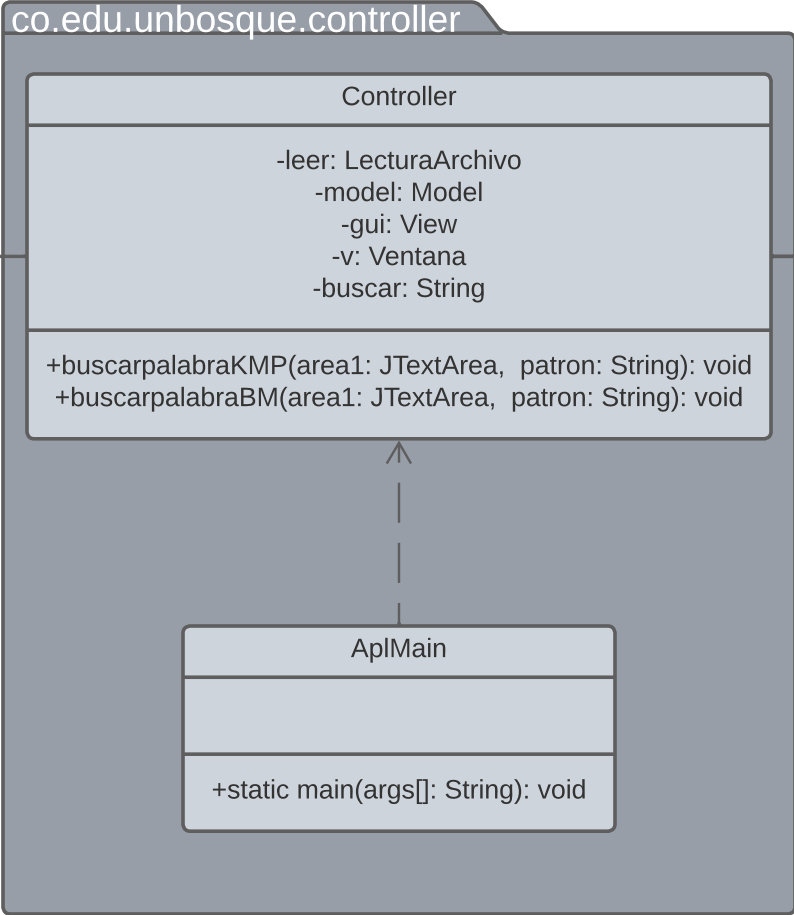 co.edu.unbosque.controller
Controller
-leer: LecturaArchivo
-model: Model
-gui: View
-v: Ventana
-buscar: String
+buscarpalabraKMP(area1: JTextArea,  patron: String): void
+buscarpalabraBM(area1: JTextArea,  patron: String): void
AplMain
+static main(args[]: String): void